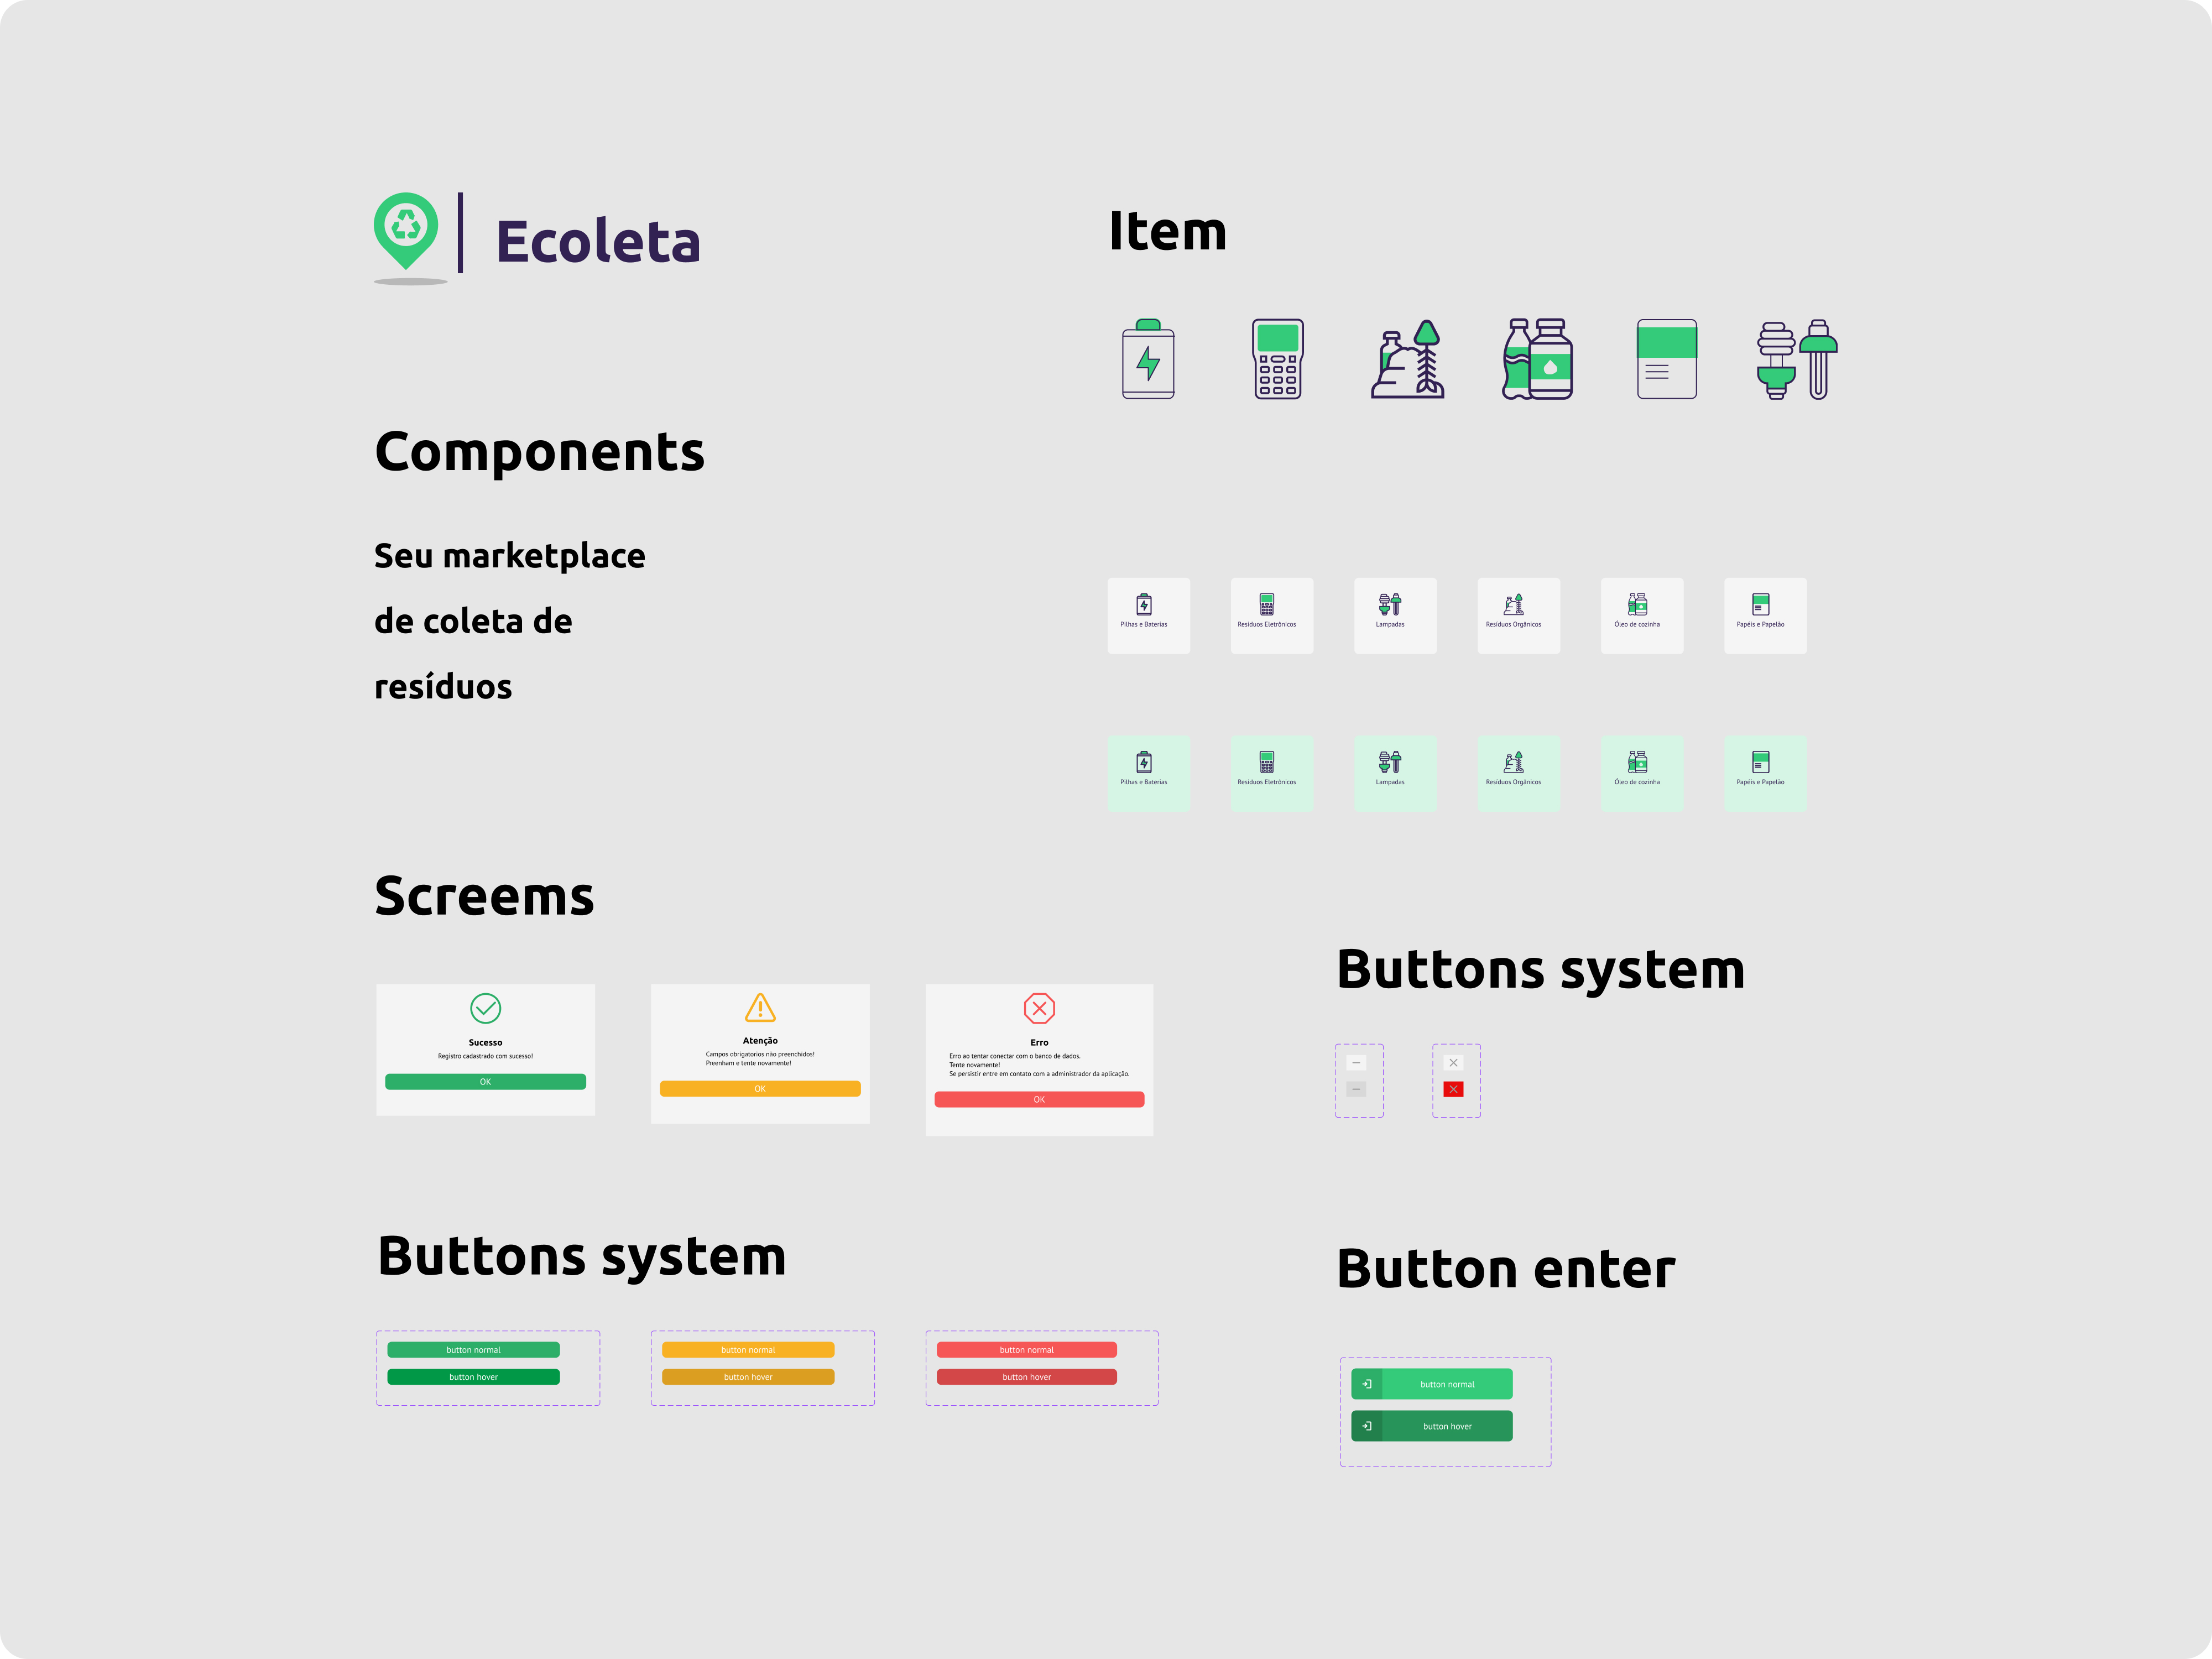 Ecoleta
Components
Seu marketplace
de coleta de
resíduos
Item
Pilhas e Baterias
Resíduos Eletrônicos
Lampadas
Resíduos Orgânicos
Óleo de cozinha
Papéis e Papelão
Pilhas e Baterias
Resíduos Eletrônicos
Lampadas
Resíduos Orgânicos
Óleo de cozinha
Papéis e Papelão
Screems
Sucesso
Registro cadastrado com sucesso!
OK
Atenção
Campos obrigatorios não preenchidos!
Preenham e tente novamente!
OK
Erro
Erro ao tentar conectar com o banco de dados.
Tente novamente!
Se persistir entre em contato com a administrador da aplicação.
OK
Buttons system
Buttons system
button normal
button hover
button normal
button hover
button normal
button hover
Button enter
button normal
button hover